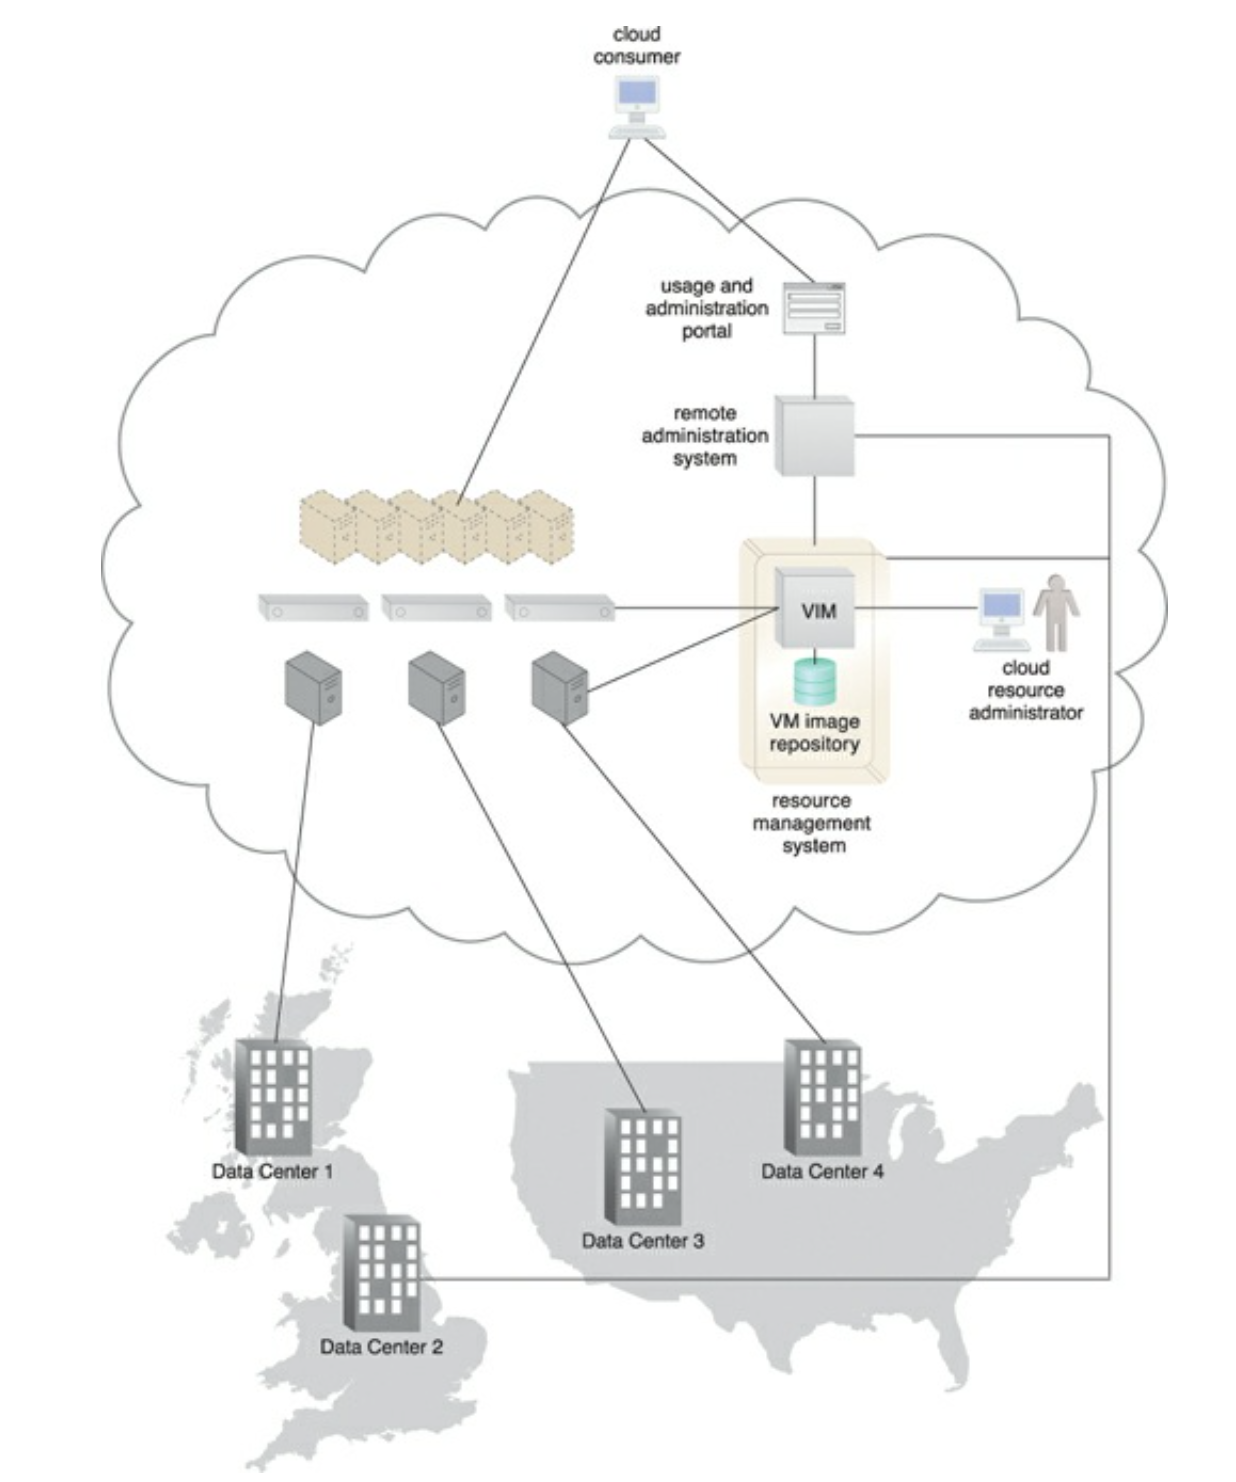 cloud
consumer
usage and
administration
portal
remote
administration
system
VIM
cloud
resource
administrator
VM image
repository
resource
management
system
Data Center 1
Data Center 4
Data Center 3
Data Center 2